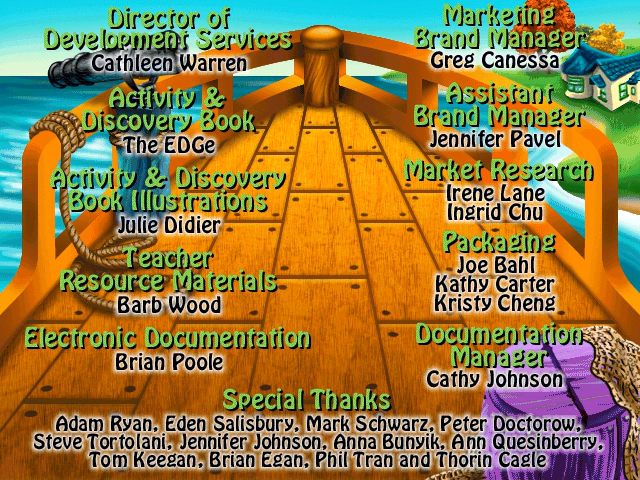 Director of
Development Services
Cathleen Warren
Activity &
Discovery Book
The EDGe
Activity & Discovery
Book Illustrations
Julie Didier
Teacher
Resource Materials
Barb Wood
Electronic Documentation
Brian Poole
Marketing
Brand Manager
Greg Canessa
Assistant
Brand Manager
Jennifer Pavel
Market Research
Irene Lane
Ingrid Chu
Packaging
Joe Bahl
Kathy Carter
Kristy Cheng
Documentation
Manager
Cathy Johnson
Special Thanks
Adam Ryan, Eden Salisbury, Mark Schwarz, Peter Doctorow,
Steve Tortolani, Jennifer Johnson, Anna Bunyik, Ann Quesinberry,
Tom Keegan, Brian Egan, Phil Tran and Thorin Cagle